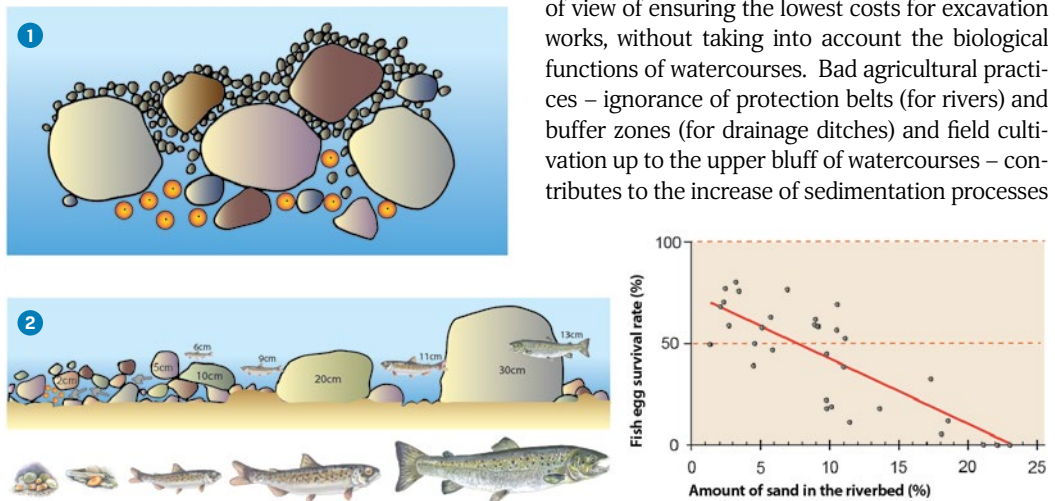 1
of view of ensuring the lowest costs for excavation
works, without taking into account the biological
functions of watercourses. Bad agricultural practi-
ces – ignorance of protection belts (for rivers) and
buffer zones (for drainage ditches) and field culti-
vation up to the upper bluff of watercourses – con-
tributes to the increase of sedimentation processes
2
2cm
5cm
6cm
10cm
9cm
20cm
11cm
30cm
13cm
Fish egg survival rate (%)
100
50
0
0 5 10 15 20 25
Amount of sand in the riverbed (%)